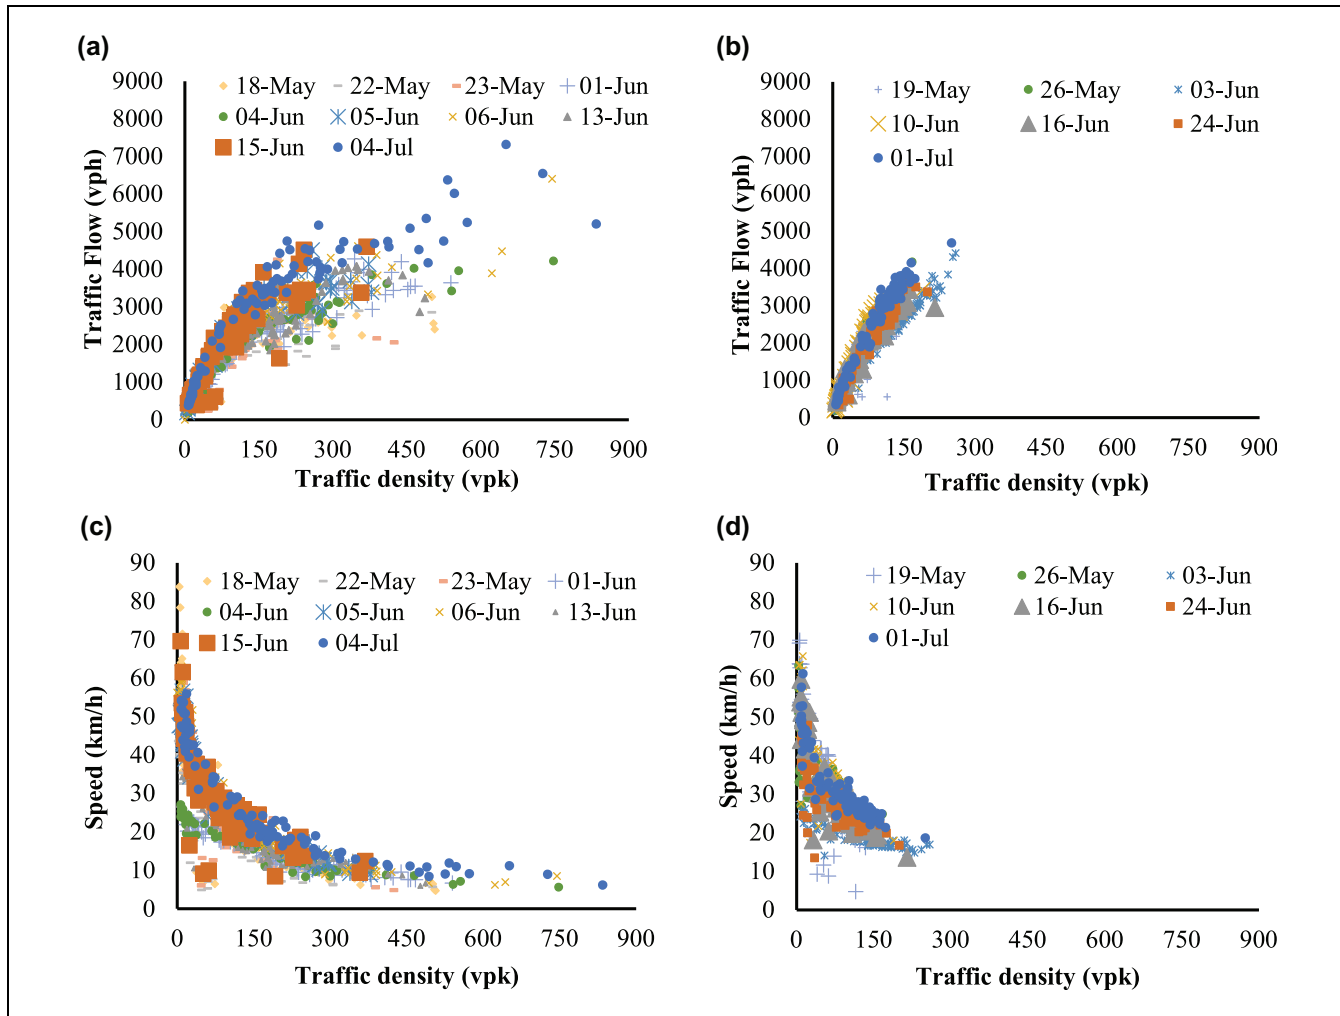 (a)
18-May 22-May 23-May 01-Jun
04-Jun 05-Jun 06-Jun 13-Jun
15-Jun 04-Jul
9000
8000
7000
6000
5000
4000
3000
2000
1000
0
Traffic Flow (vph)
0 150 300 450 600 750 900
Traffic density (vpk)
(b)
19-May 26-May 03-Jun
10-Jun 16-Jun 24-Jun
01-Jul
9000
8000
7000
6000
5000
4000
3000
2000
1000
0
Traffic Flow (vph)
0 150 300 450 600 750 900
Traffic density (vpk)
(c)
18-May 22-May 23-May 01-Jun
04-Jun 05-Jun 06-Jun 13-Jun
15-Jun 04-Jul
90
80
70
60
50
40
30
20
10
0
Speed (km/h)
0 150 300 450 600 750 900
Traffic density (vpk)
(d)
19-May 26-May 03-Jun
10-Jun 16-Jun 24-Jun
01-Jul
90
80
70
60
50
40
30
20
10
0
Speed (km/h)
0 150 300 450 600 750 900
Traffic density (vpk)